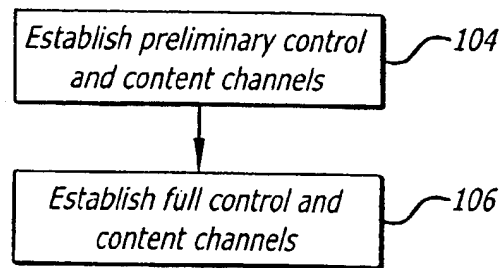 Establish preliminary control
and content channels
104
Establish full control and
content channels
106